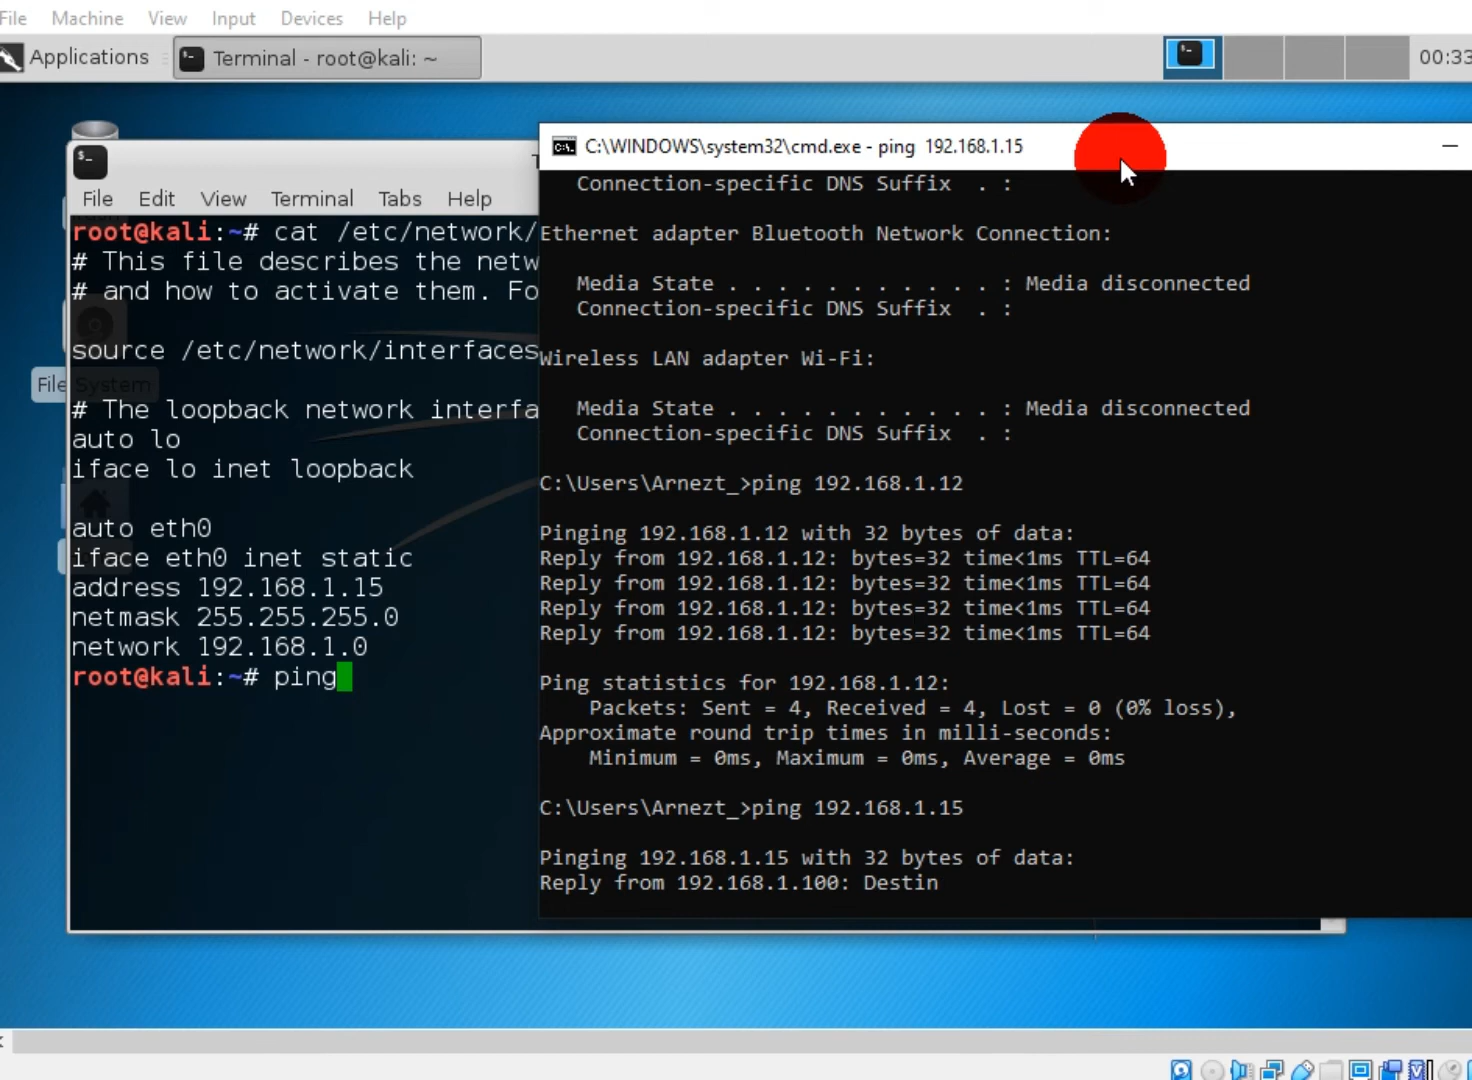 File Machine View Input Devices Help
Applications Terminal - root@kali: ~ 00:33
File Edit View Terminal Tabs Help
root@kali:~# cat /etc/network/
# This file describes the netw
# and how to activate them. Fo
source /etc/network/interfaces
# The loopback network interfa
auto lo
iface lo inet loopback
auto eth0
iface eth0 inet static
address 192.168.1.15
netmask 255.255.255.0
network 192.168.1.0
root@kali:~# ping
File System
C:\WINDOWS\system32\cmd.exe - ping 192.168.1.15
Connection-specific DNS Suffix . :
Ethernet adapter Bluetooth Network Connection:
Media State . . . . . . . . . . . : Media disconnected
Connection-specific DNS Suffix . :
Wireless LAN adapter Wi-Fi:
Media State . . . . . . . . . . . : Media disconnected
Connection-specific DNS Suffix . :
C:\Users\Arnezt_>ping 192.168.1.12
Pinging 192.168.1.12 with 32 bytes of data:
Reply from 192.168.1.12: bytes=32 time<1ms TTL=64
Reply from 192.168.1.12: bytes=32 time<1ms TTL=64
Reply from 192.168.1.12: bytes=32 time<1ms TTL=64
Reply from 192.168.1.12: bytes=32 time<1ms TTL=64
Ping statistics for 192.168.1.12:
Packets: Sent = 4, Received = 4, Lost = 0 (0% loss),
Approximate round trip times in milli-seconds:
Minimum = 0ms, Maximum = 0ms, Average = 0ms
C:\Users\Arnezt_>ping 192.168.1.15
Pinging 192.168.1.15 with 32 bytes of data:
Reply from 192.168.1.100: Destin